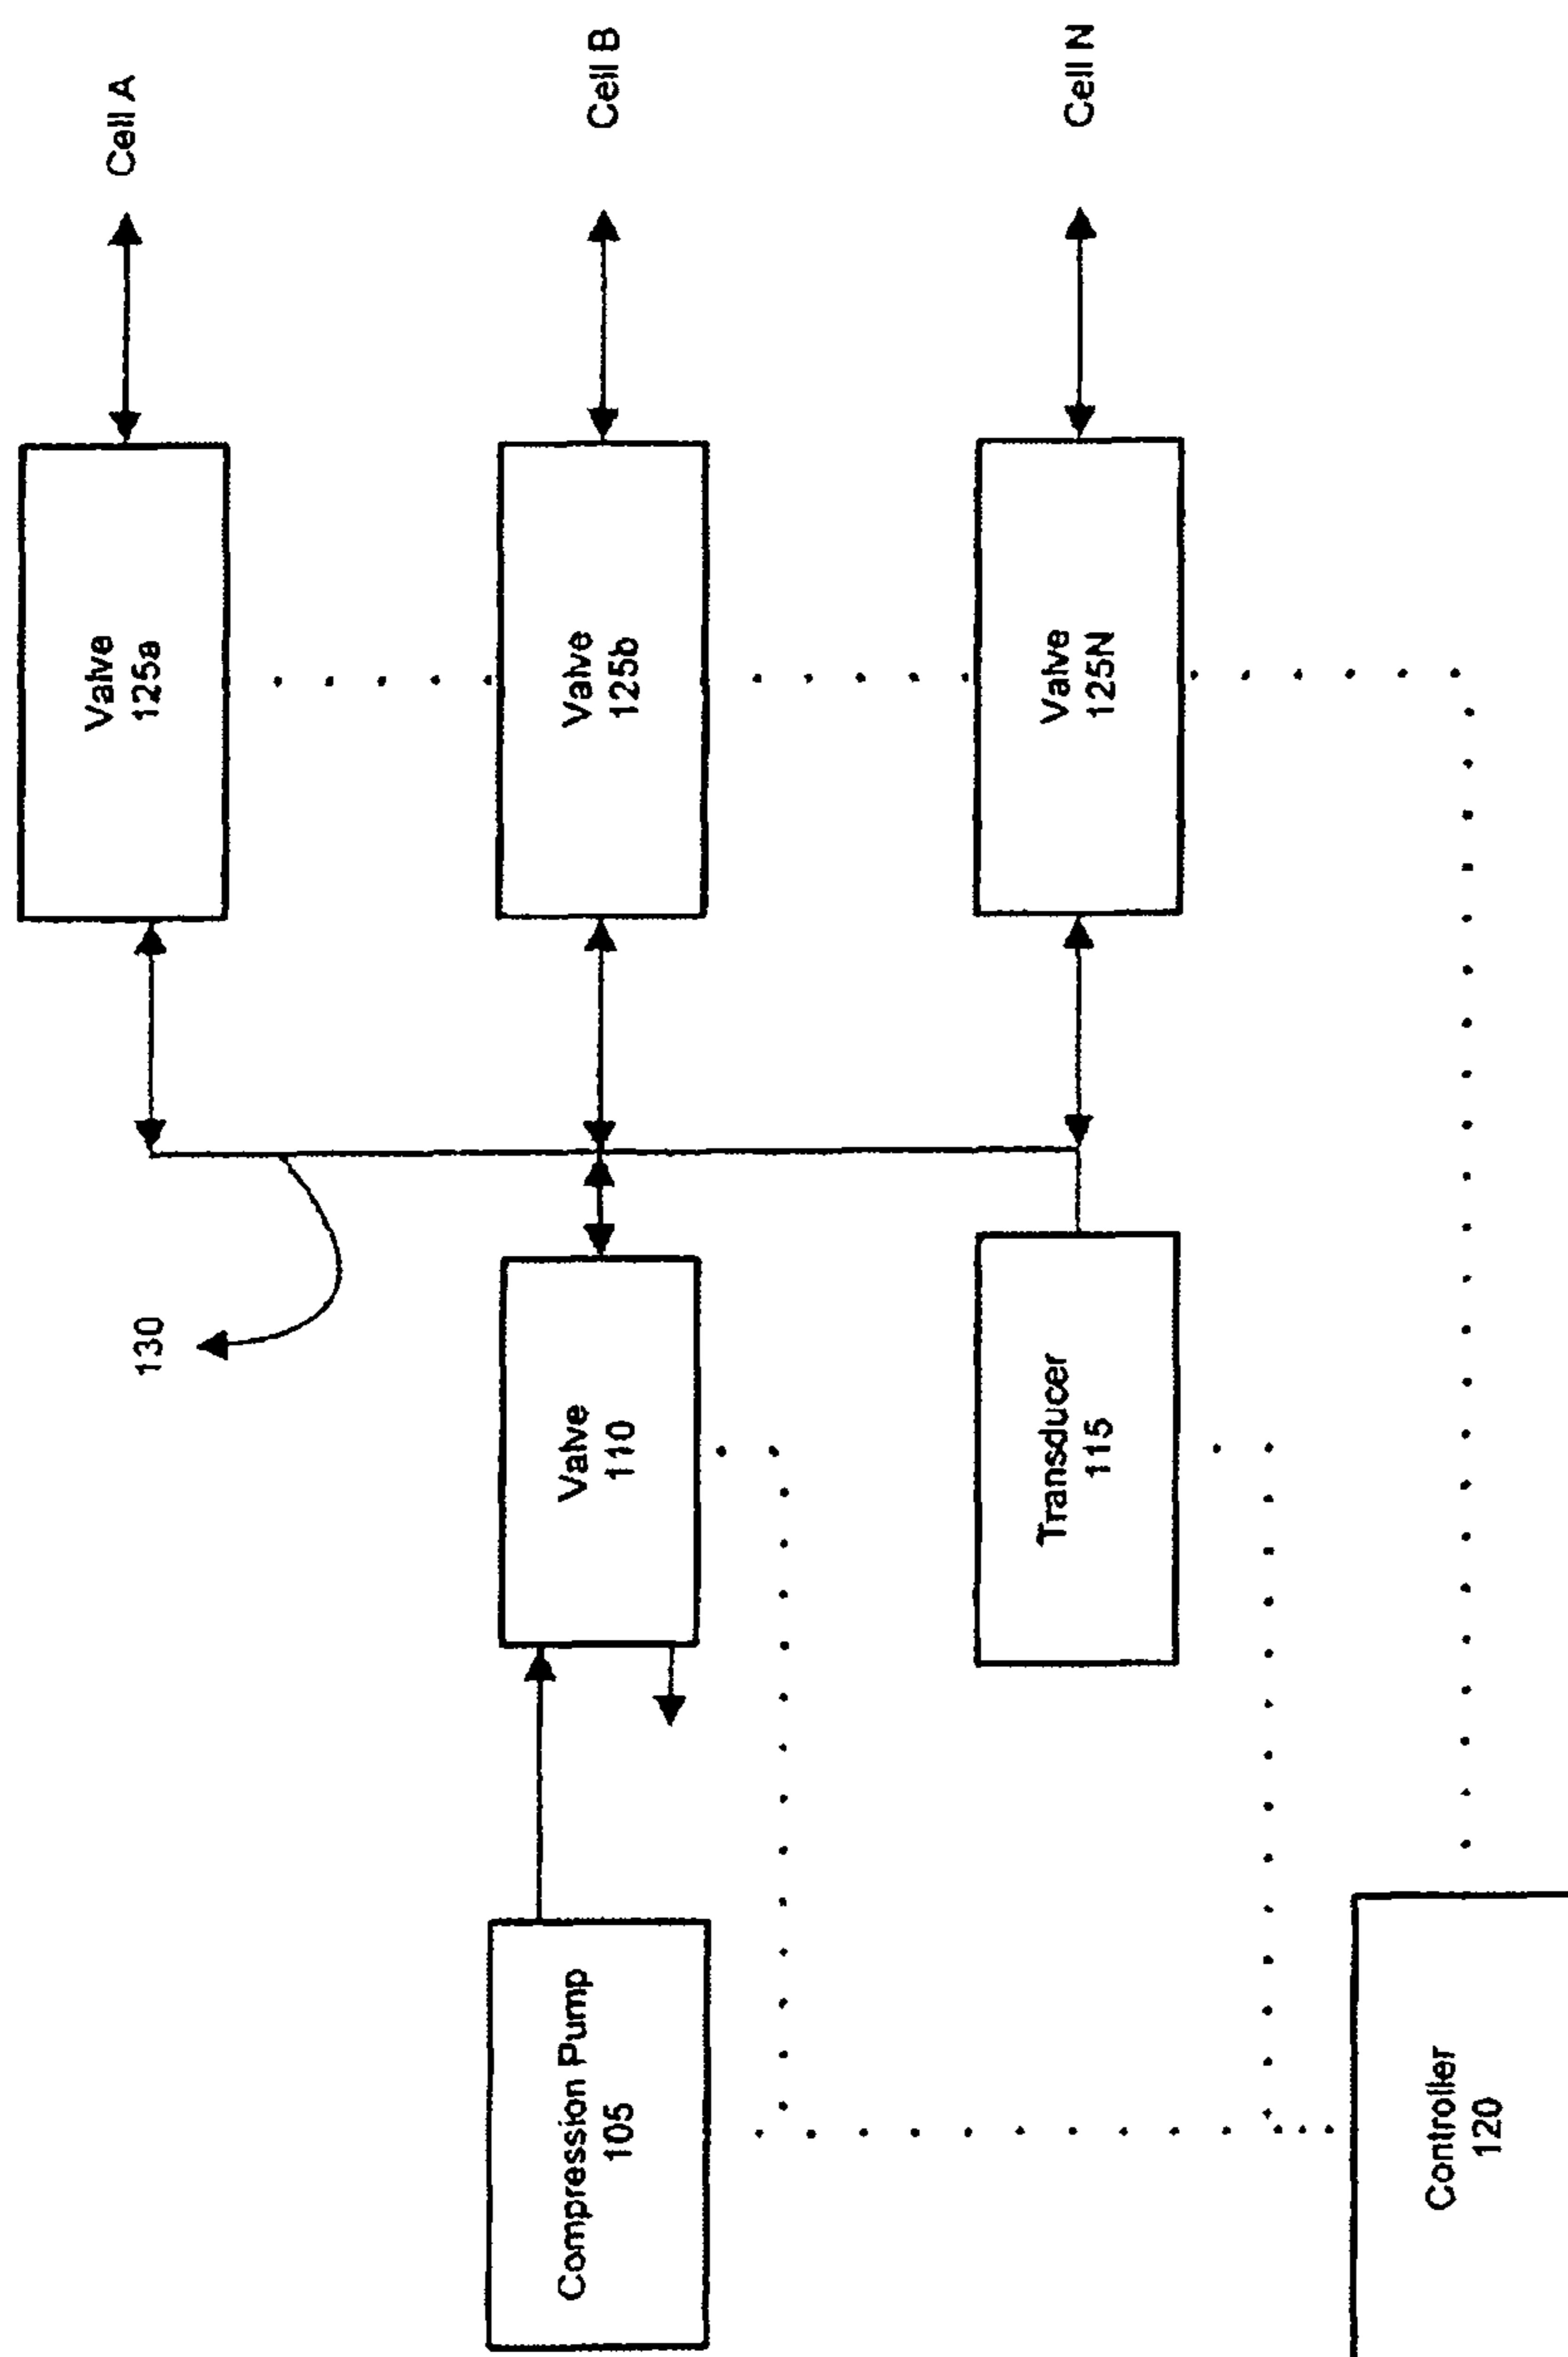 Cell A
Valve
125a
Cell B
Valve
125b
130
Compression Pump
105
Valve
110
Cell N
Valve
125N
Transducer
115
Controller
120